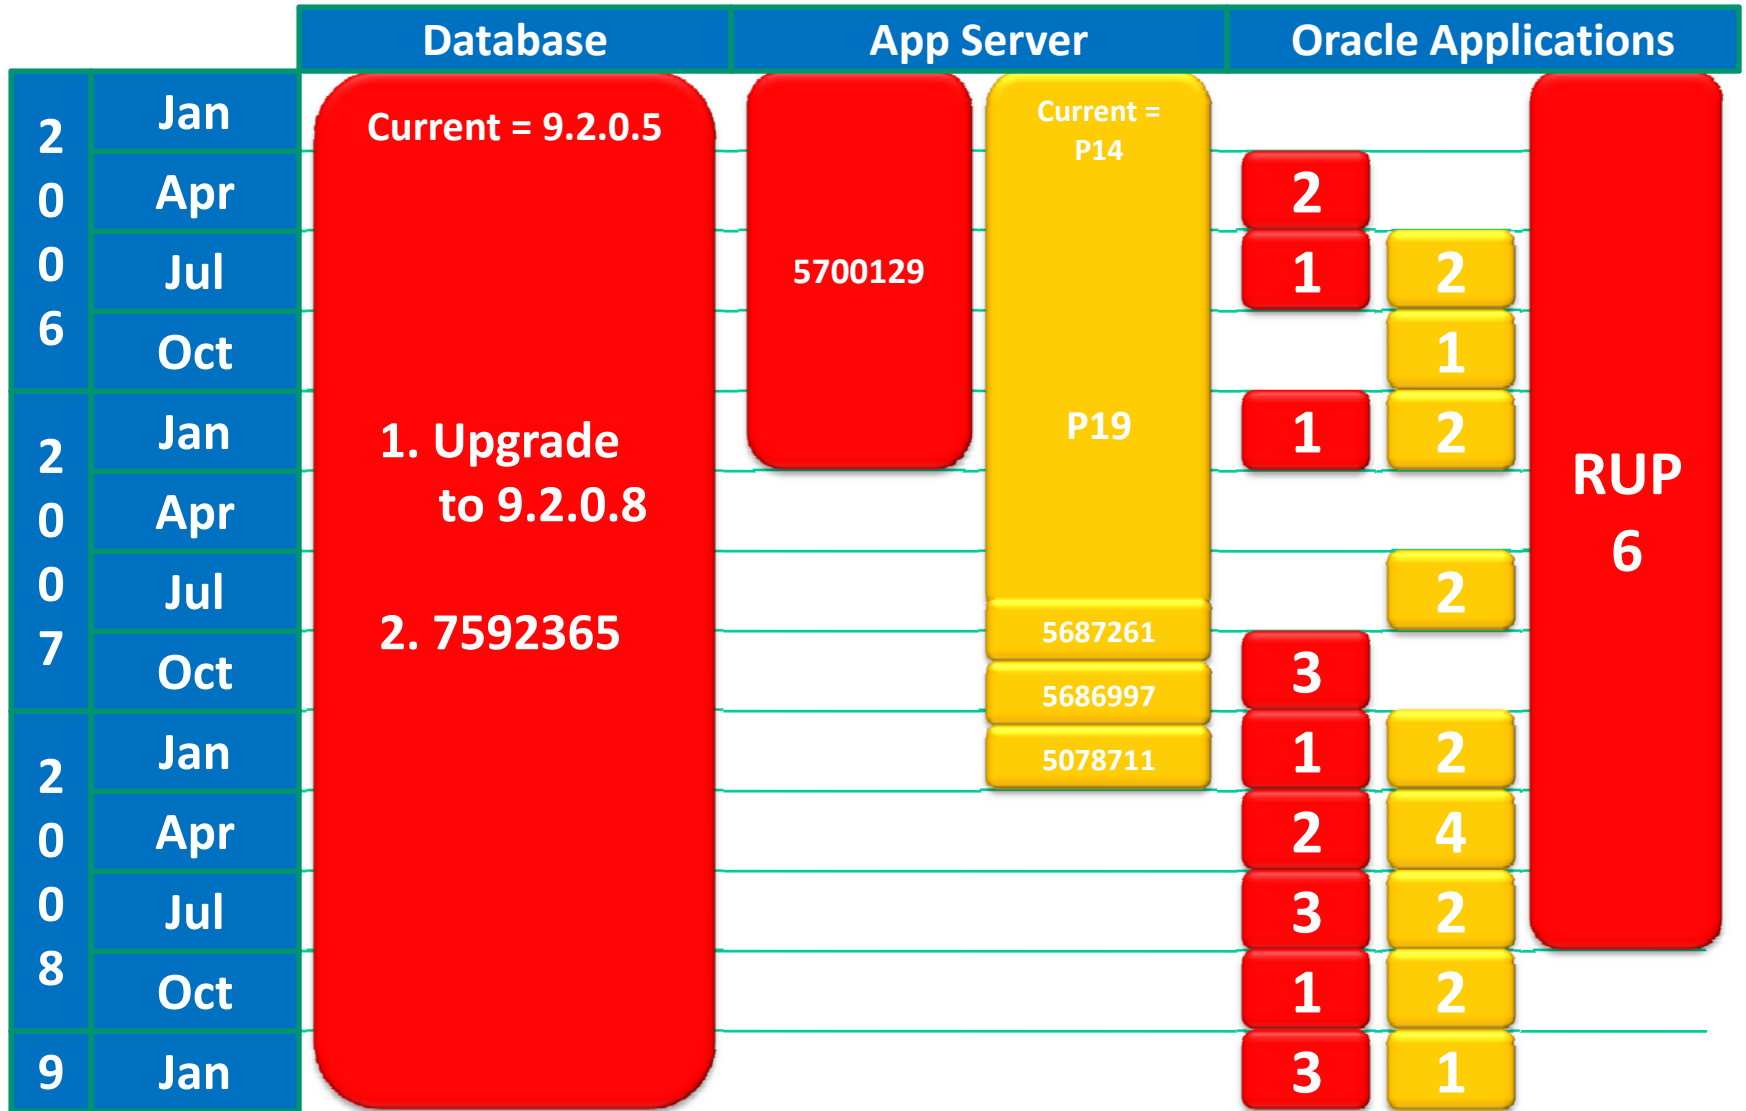 Database
App Server
Oracle Applications
2
0
0
6
Jan
Apr
Jul
Oct
2
0
0
7
Jan
Apr
Jul
Oct
2
0
0
8
Jan
Apr
Jul
Oct
9
Jan
Current = 9.2.0.5
1. Upgrade
to 9.2.0.8
2. 7592365
5700129
Current =
P14
P19
5687261
5686997
5078711
2
1
2
1
1
2
2
3
1
2
2
4
3
2
1
2
3
1
RUP
6